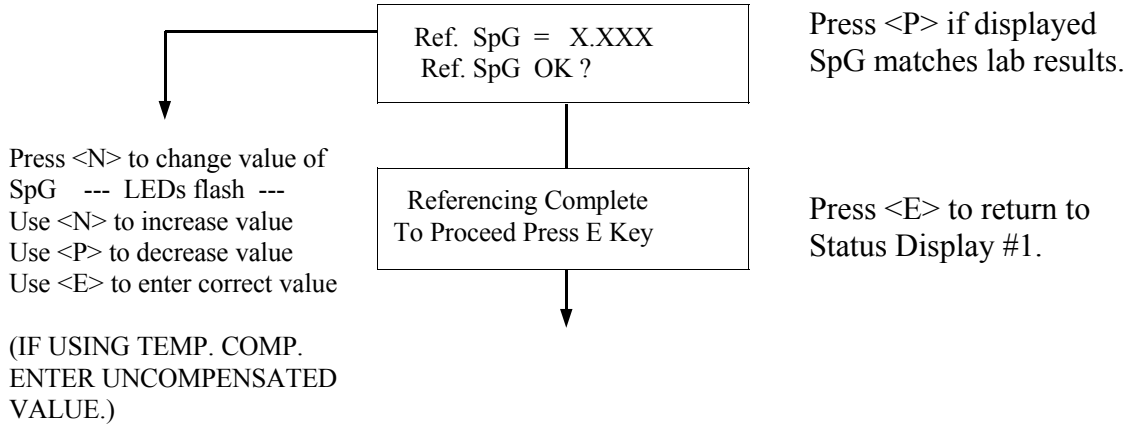 Ref. SpG = X.XXX
Ref. SpG OK ?
Press <P> if displayed
SpG matches lab results.
Press <N> to change value of
SpG --- LEDs flash ---
Use <N> to increase value
Use <P> to decrease value
Use <E> to enter correct value
(IF USING TEMP. COMP.
ENTER UNCOMPENSATED
VALUE.)
Referencing Complete
To Proceed Press E Key
Press <E> to return to
Status Display #1.